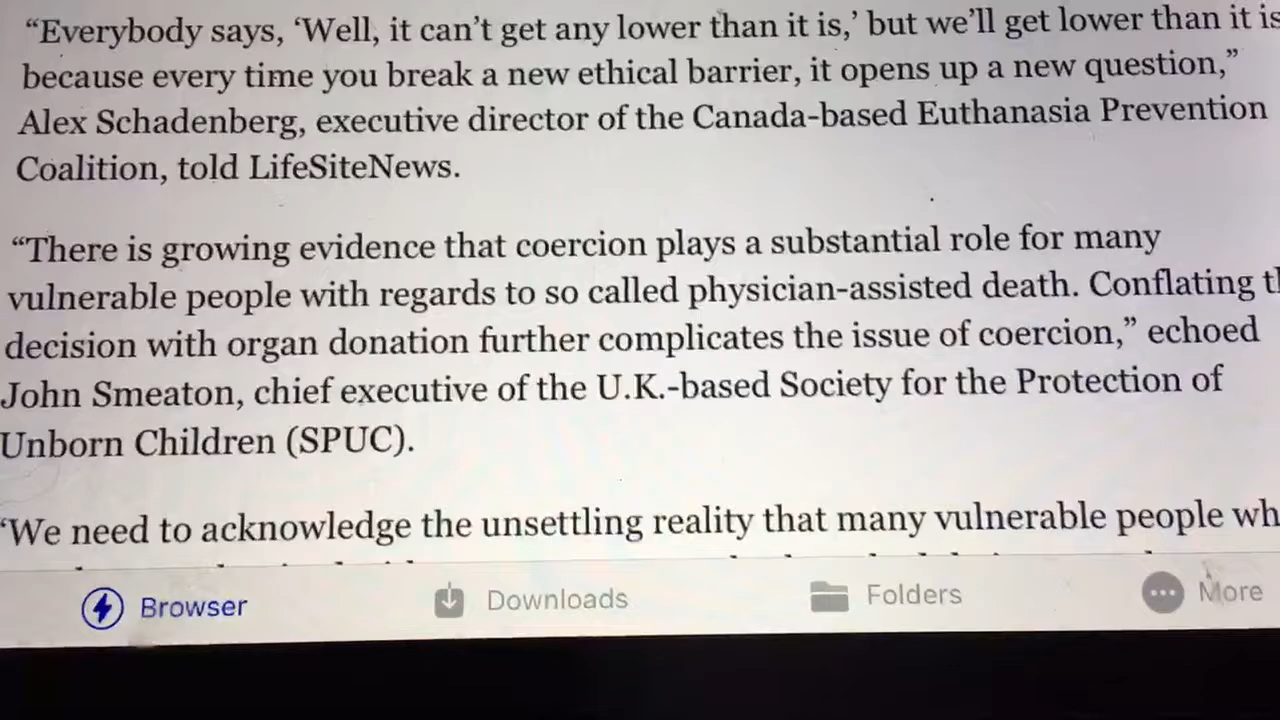 “Everybody says, ‘Well, it can’t get any lower than it is,’ but we’ll get lower than it is
because every time you break a new ethical barrier, it opens up a new question,”
Alex Schadenberg, executive director of the Canada-based Euthanasia Prevention
Coalition, told LifeSiteNews.
“There is growing evidence that coercion plays a substantial role for many
vulnerable people with regards to so called physician-assisted death. Conflating
decision with organ donation further complicates the issue of coercion,” echoed
John Smeaton, chief executive of the U.K.-based Society for the Protection of
Unborn Children (SPUC).
“We need to acknowledge the unsettling reality that many vulnerable people
Browser Downloads Folders More